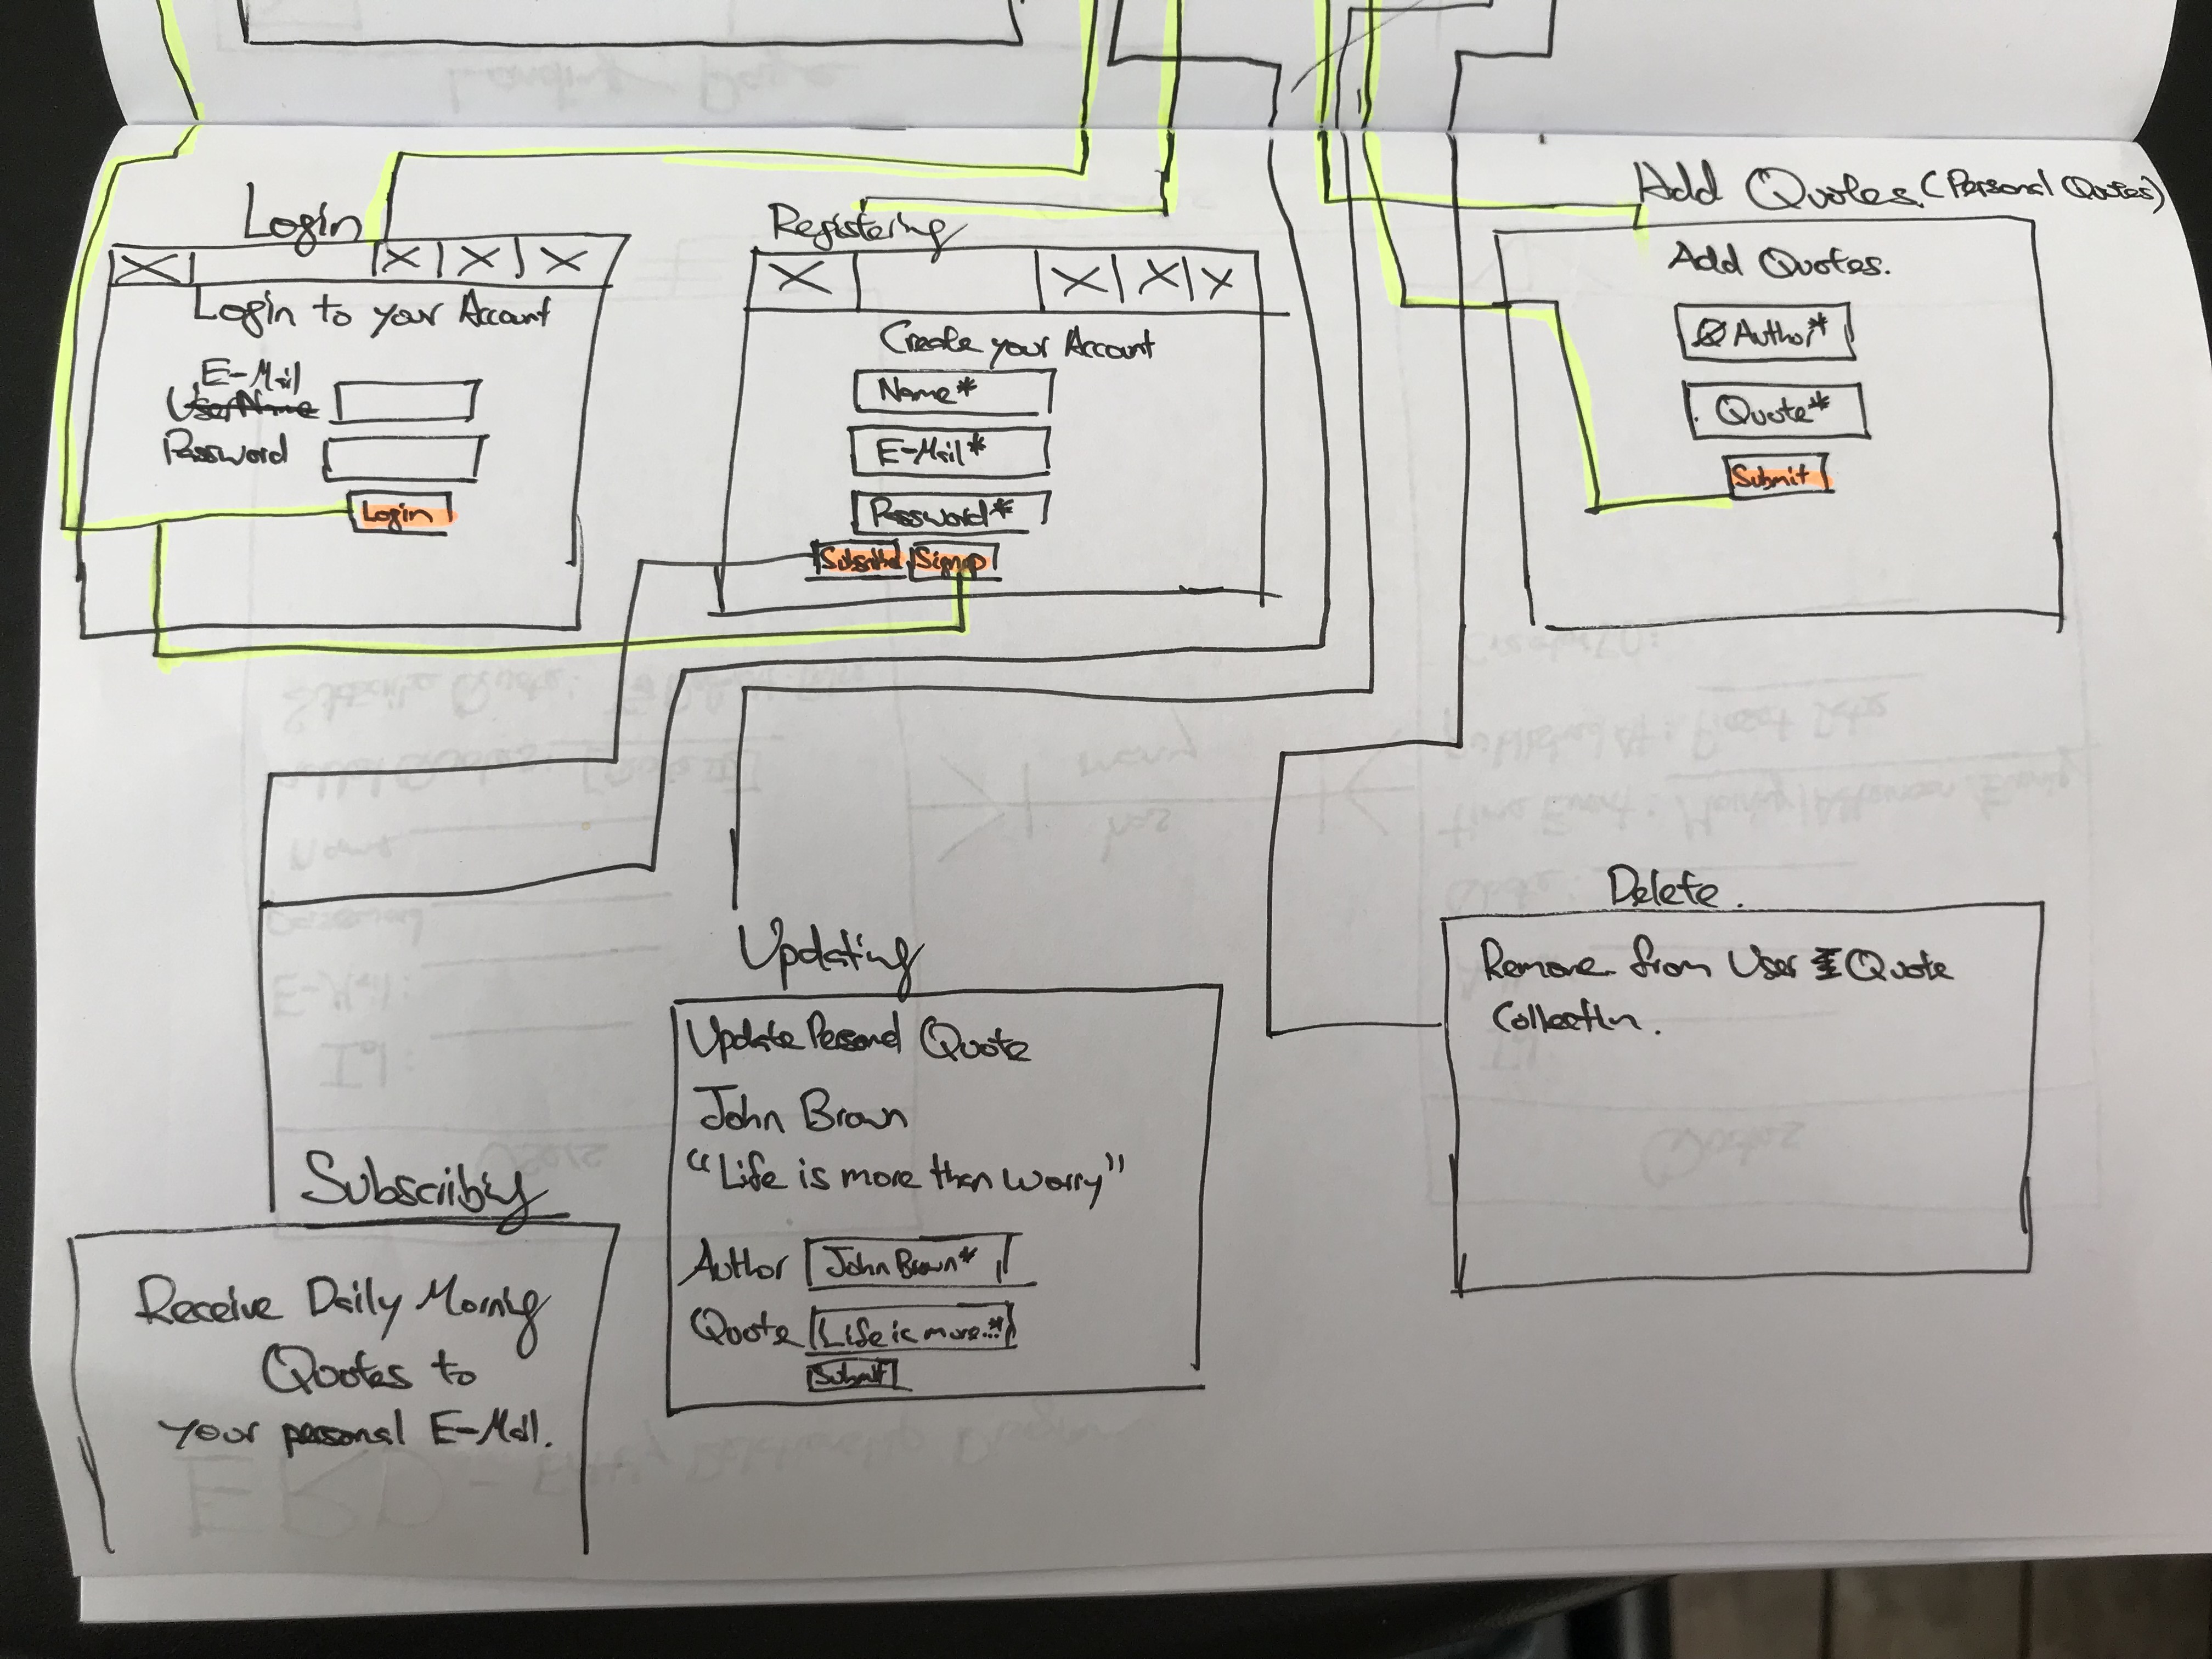 Login
X X X X
Login to your Account
E-Mail
UserName
Password
Login
Registering
X X X X
Create your Account
Name*
E-Mail*
Password*
Signup
Add Quotes. (Personal Quotes)
Add Quotes.
Author*
Quote*
Submit
Subscribing
Receive Daily Morning
Quotes to
your personal E-Mail.
Updating
Update Personal Quote
John Brown
"Life is more than worry"
Author John Brown*
Quote Life is more..*
Submit
Delete.
Remove from User Quote
Collection.